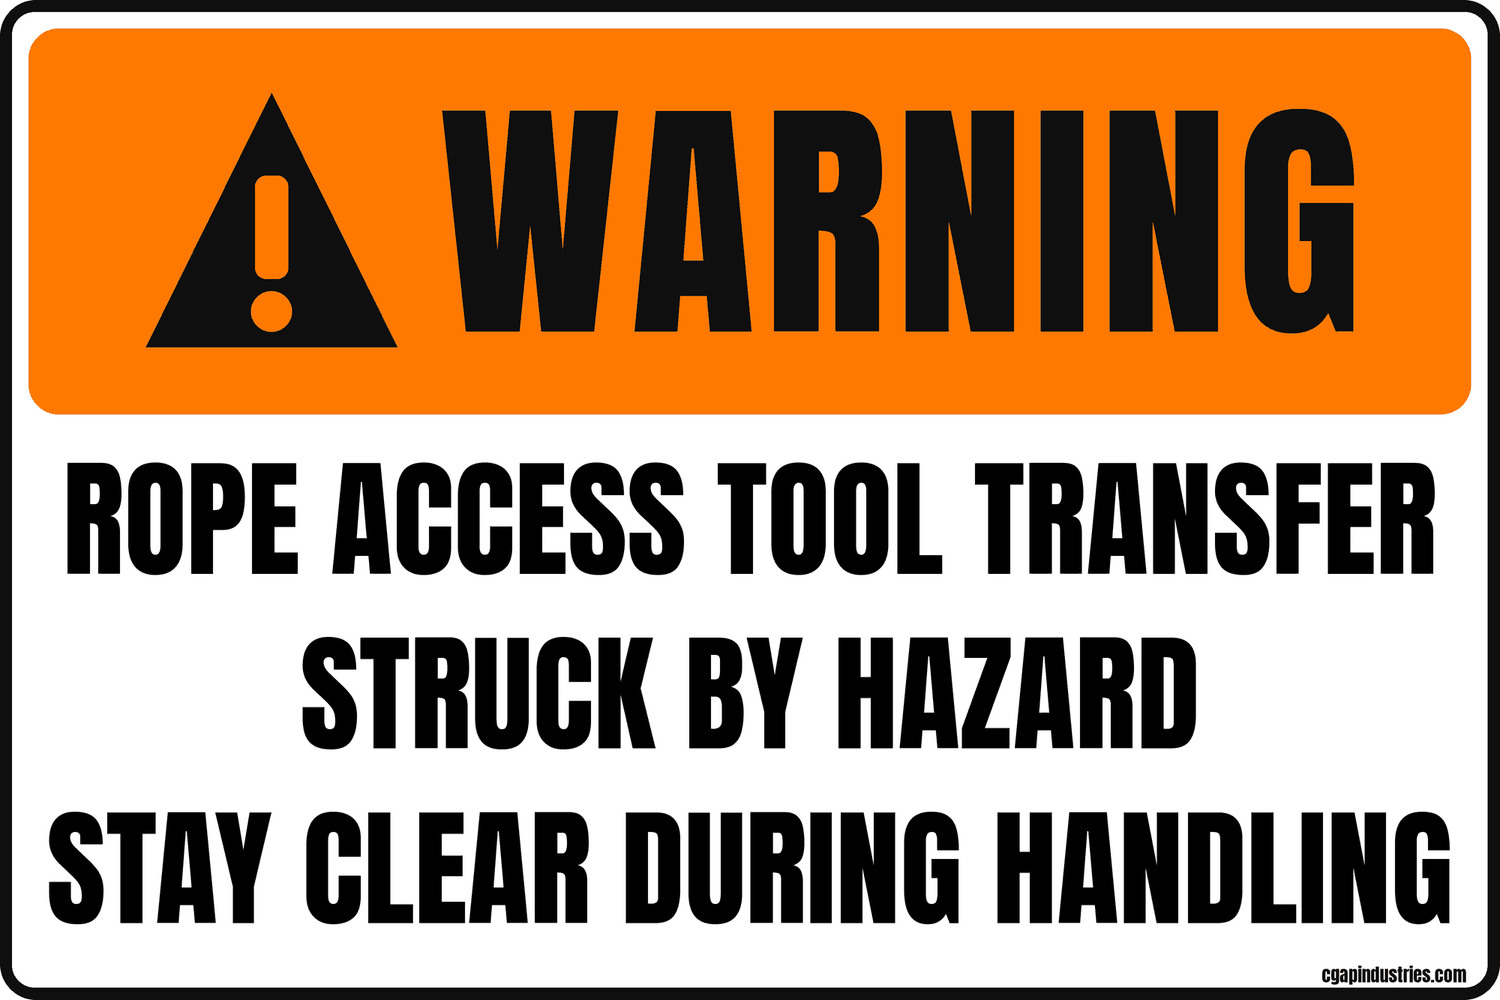 WARNING
ROPE ACCESS TOOL TRANSFER
STRUCK BY HAZARD
STAY CLEAR DURING HANDLING
cgapindustries.com